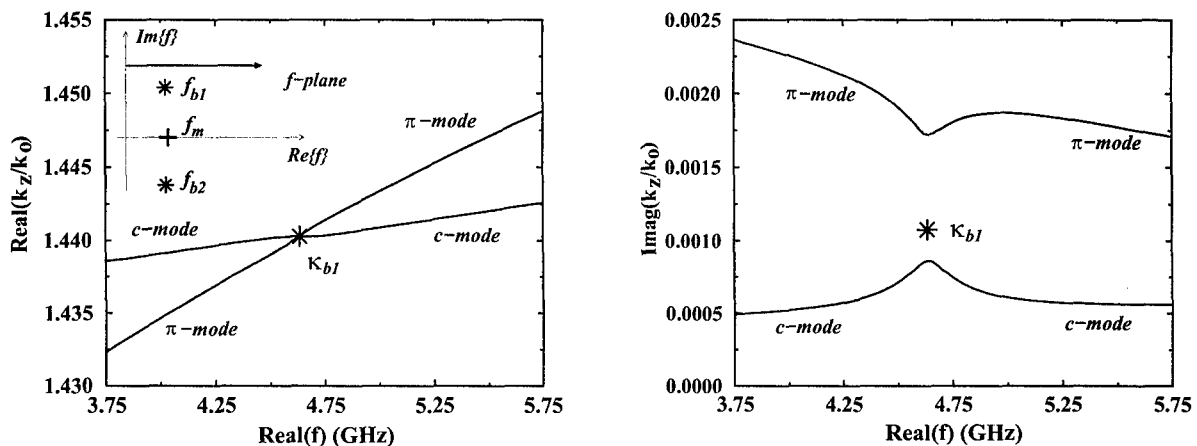 Real(k_z/k_0)
1.455
1.450
1.445
1.440
1.435
1.430
Im{f}
f_b1
f-plane
f_m
Re{f}
f_b2
π-mode
c-mode
c-mode
κ_b1
π-mode
3.75
4.25
4.75
5.25
5.75
Real(f) (GHz)
Imag(k_z/k_0)
0.0025
0.0020
0.0015
0.0010
0.0005
0.0000
π-mode
π-mode
κ_b1
c-mode
c-mode
3.75
4.25
4.75
5.25
5.75
Real(f) (GHz)